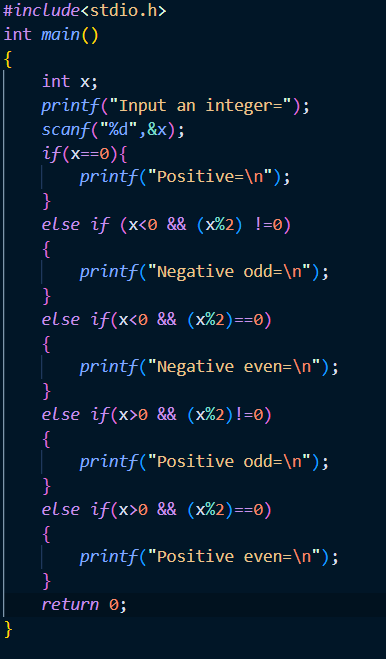 #include<stdio.h>
int main()
{
    int x;
    printf("Input an integer=");
    scanf("%d",&x);
    if(x==0){
        printf("Positive=\n");
    }
    else if (x<0 && (x%2) !=0)
    {
        printf("Negative odd=\n");
    }
    else if(x<0 && (x%2)==0)
    {
        printf("Negative even=\n");
    }
    else if(x>0 && (x%2)!=0)
    {
        printf("Positive odd=\n");
    }
    else if(x>0 && (x%2)==0)
    {
        printf("Positive even=\n");
    }
    return 0;
}